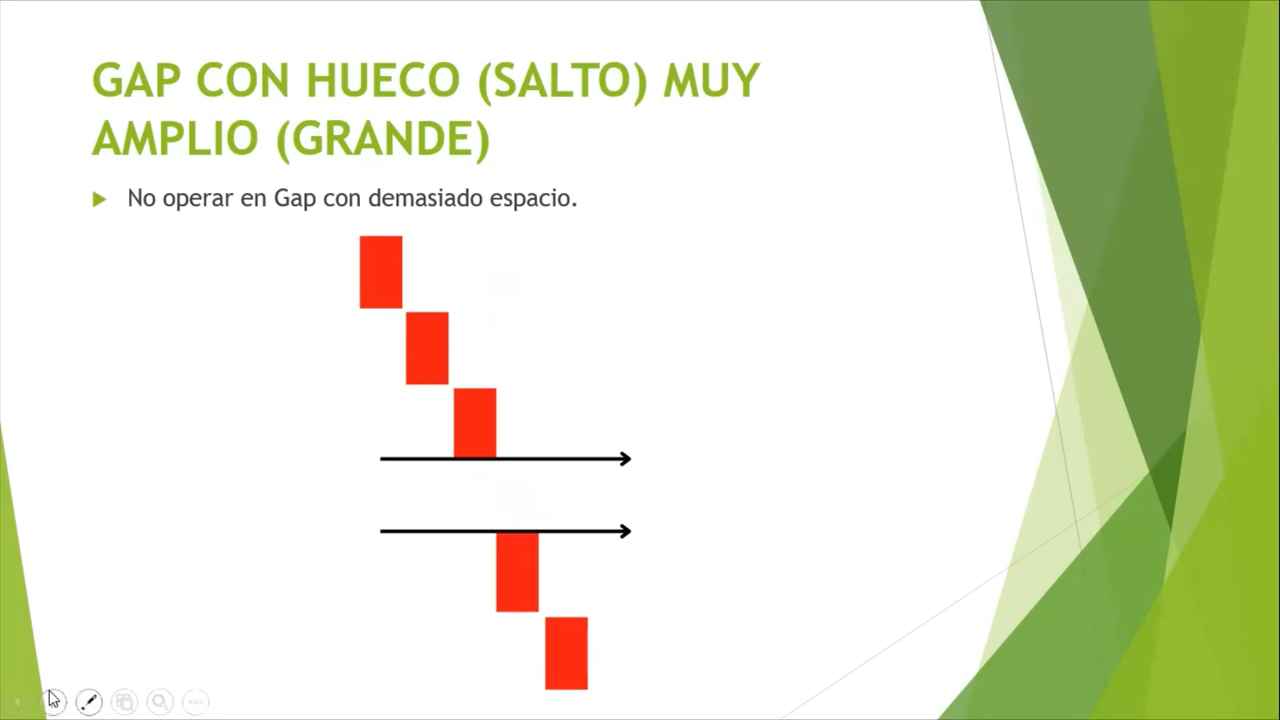 GAP CON HUECO (SALTO) MUY
AMPLIO (GRANDE)
No operar en Gap con demasiado espacio.